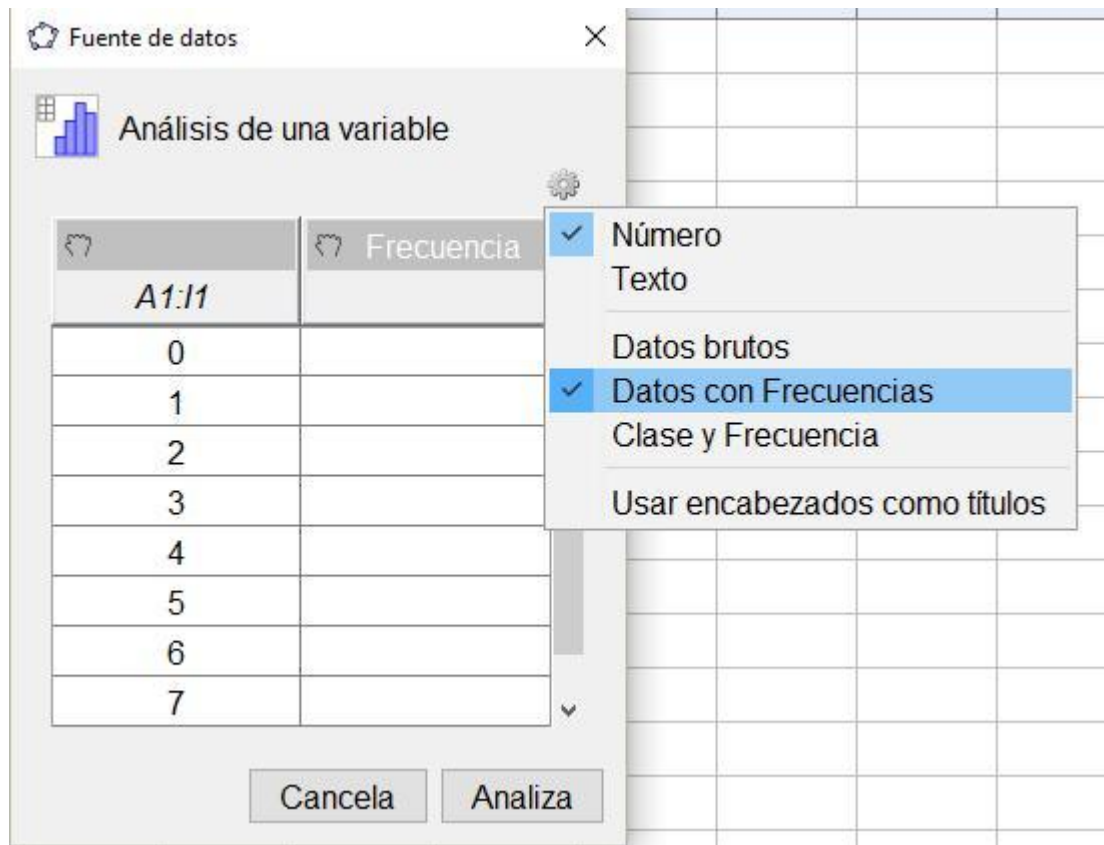 Fuente de datos
Análisis de una variable
Frecuencia
A1:I1
0
1
2
3
4
5
6
7
Número
Texto
Datos brutos
Datos con Frecuencias
Clase y Frecuencia
Usar encabezados como títulos
Cancela
Analiza